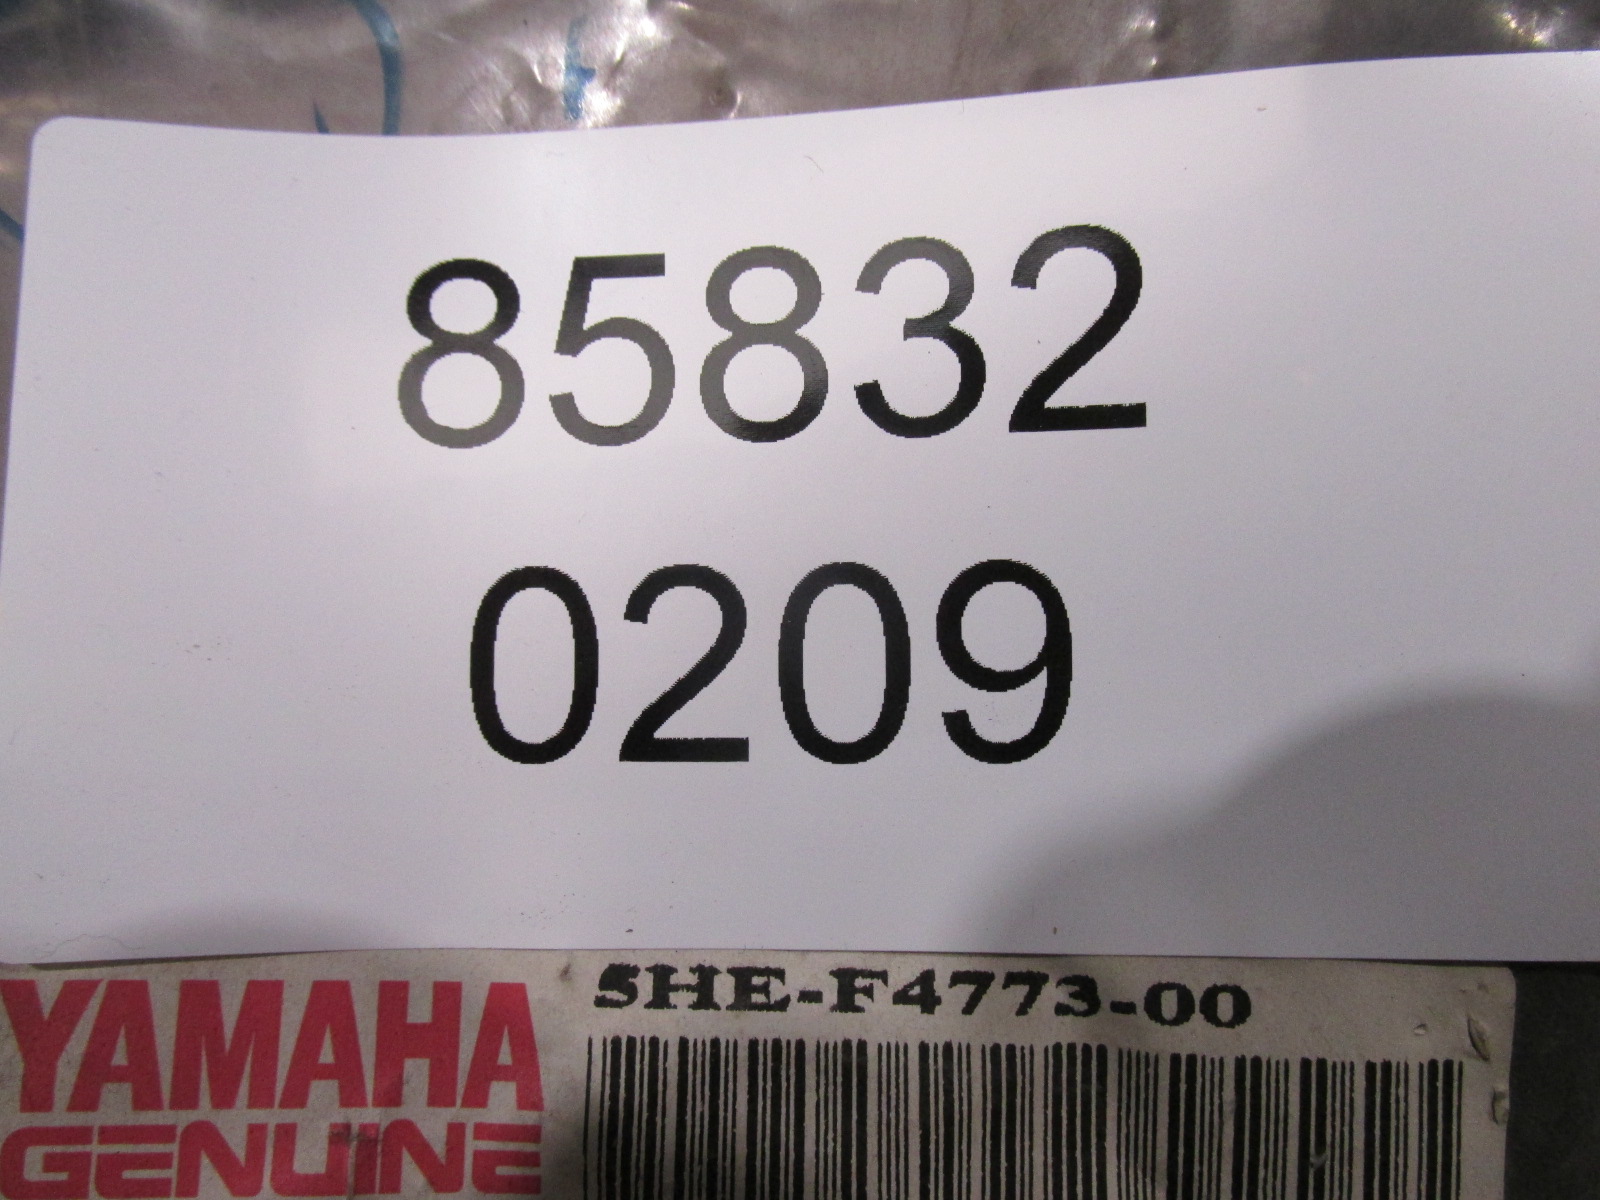 85832
0209
YAMAHA
GENUINE
5HE-F4773-00